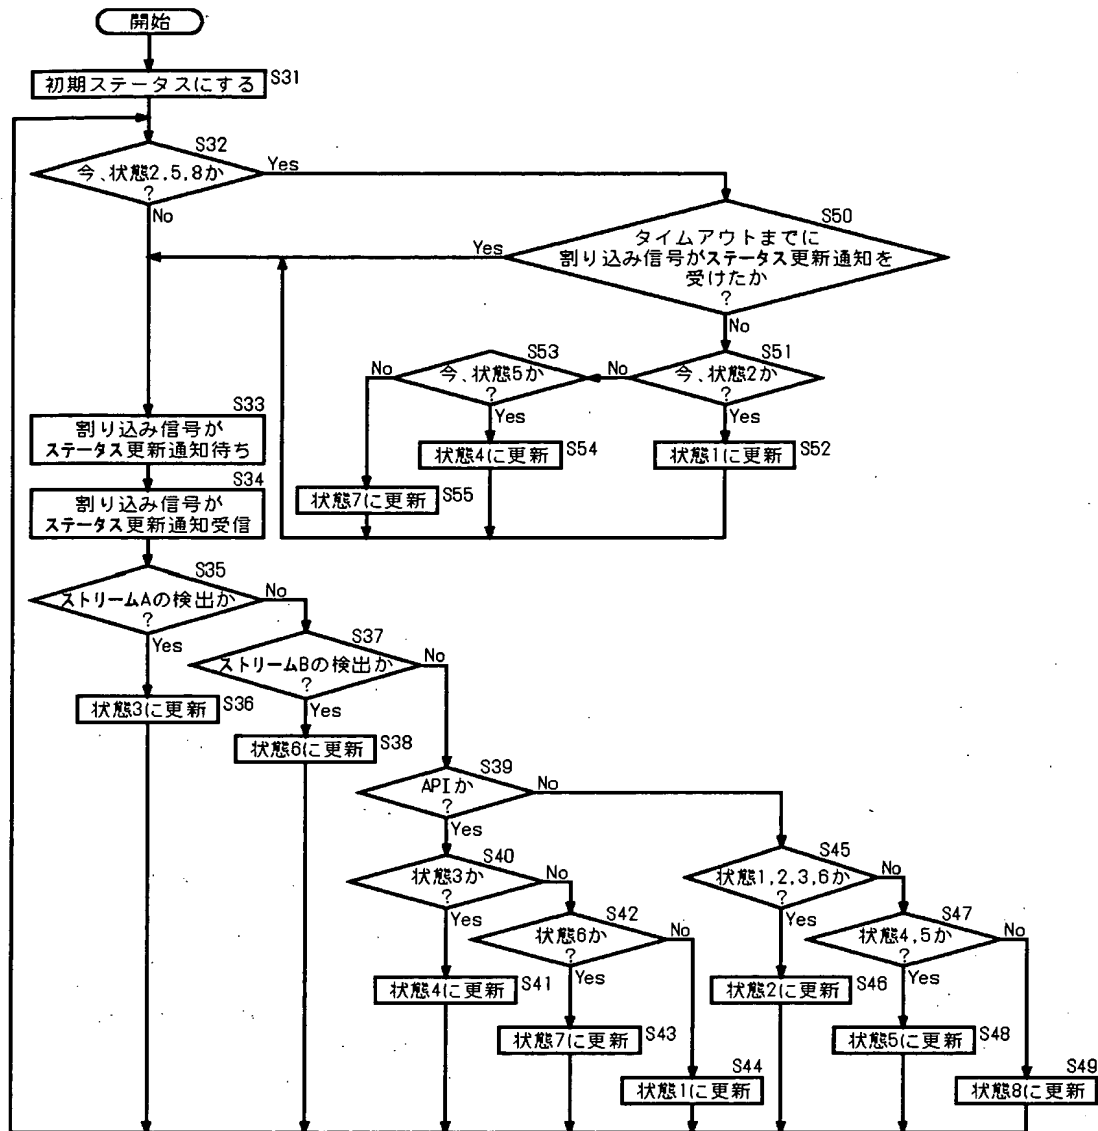 開始
初期ステータスにする
S31
S32
今、状態2,5,8か
?
Yes
No
S50
タイムアウトまでに
割り込み信号がステータス更新通知を
受けたか
?
Yes
No
S51
今、状態2か
?
No
Yes
S53
今、状態5か
?
No
Yes
状態1に更新
S52
状態4に更新
S54
状態7に更新
S55
S33
割り込み信号が
ステータス更新通知待ち
S34
割り込み信号が
ステータス更新通知受信
S35
ストリームAの検出か
?
No
Yes
状態3に更新
S36
S37
ストリームBの検出か
?
No
Yes
状態6に更新
S38
S39
APIか
?
No
Yes
S40
状態3か
?
No
Yes
状態4に更新
S41
S42
状態6か
?
No
Yes
状態7に更新
S43
S44
状態1に更新
S45
状態1,2,3,6か
?
No
Yes
状態2に更新
S46
S47
状態4,5か
?
No
Yes
状態5に更新
S48
S49
状態8に更新